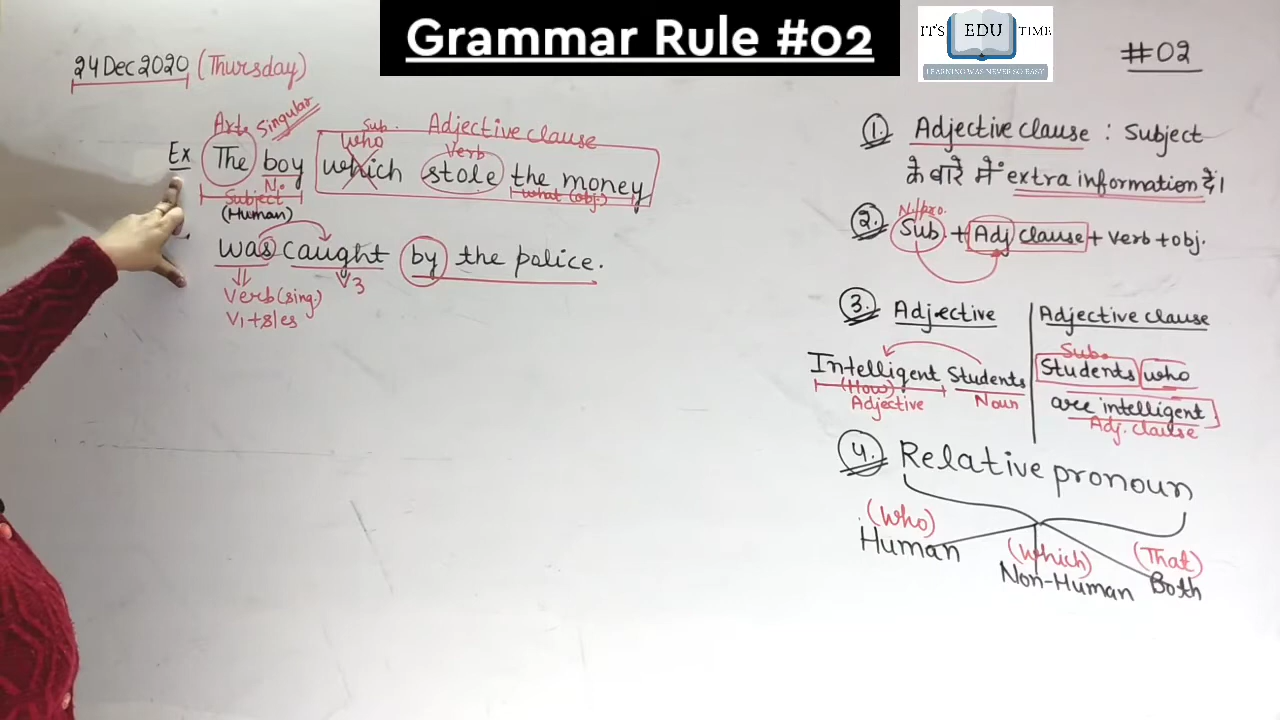 Grammar Rule #02
IT'S EDU TIME
LEARNING WAS NEVER SO EASY
24 Dec 2020 (Thursday)
#02
Art. Singular Sub. Adjective clause
who Verb
Ex The boy which stole the money
N. what (obj.)
Subject
(Human)
was caught by the police.
V3
Verb (sing.)
V1+s/es
1. Adjective clause : Subject
के बारे में extra information दे।
N./pro.
2. Sub + Adj clause + verb + obj.
3. Adjective
Intelligent Students
(How) Noun
Adjective
Adjective clause
Sub.
Students who
are intelligent
Adj. clause
4. Relative pronoun
(Who) (Which) (That)
Human Non-Human Both